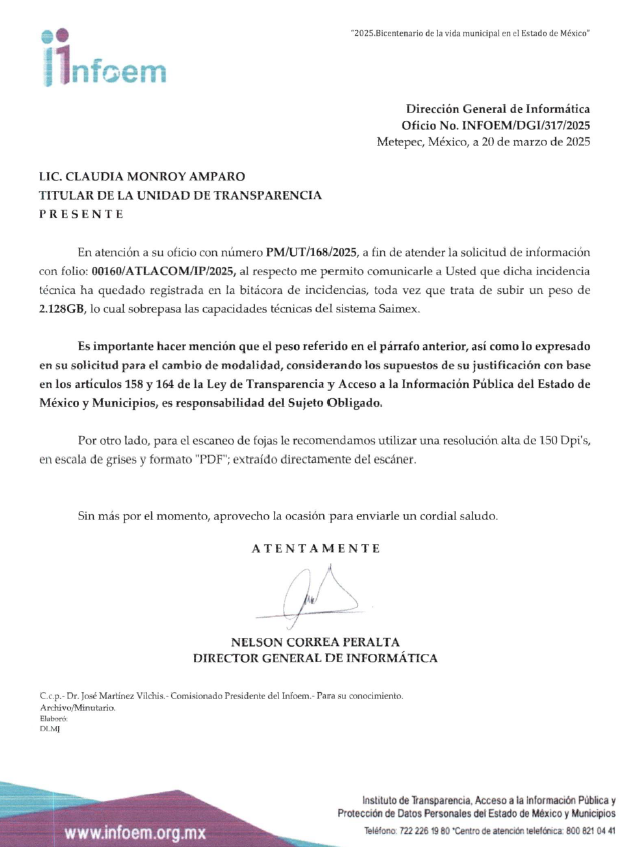 "2025.Bicentenario de la vida municipal en el Estado de México"
infoem
Dirección General de Informática
Oficio No. INFOEM/DGI/317/2025
Metepec, México, a 20 de marzo de 2025
LIC. CLAUDIA MONROY AMPARO
TITULAR DE LA UNIDAD DE TRANSPARENCIA
P R E S E N T E
En atención a su oficio con número PM/UT/168/2025, a fin de atender la solicitud de información
con folio: 00160/ATLACOM/IP/2025, al respecto me permito comunicarle a Usted que dicha incidencia
técnica ha quedado registrada en la bitácora de incidencias, toda vez que trata de subir un peso de
2.128GB, lo cual sobrepasa las capacidades técnicas del sistema Saimex.
Es importante hacer mención que el peso referido en el párrafo anterior, así como lo expresado
en su solicitud para el cambio de modalidad, considerando los supuestos de su justificación con base
en los artículos 158 y 164 de la Ley de Transparencia y Acceso a la Información Pública del Estado de
México y Municipios, es responsabilidad del Sujeto Obligado.
Por otro lado, para el escaneo de fojas le recomendamos utilizar una resolución alta de 150 Dpi's,
en escala de grises y formato "PDF"; extraído directamente del escáner.
Sin más por el momento, aprovecho la ocasión para enviarle un cordial saludo.
A T E N T A M E N T E
NELSON CORREA PERALTA
DIRECTOR GENERAL DE INFORMÁTICA
C.c.p.- Dr. José Martínez Vilchis.- Comisionado Presidente del Infoem.- Para su conocimiento.
Archivo/Minutario.
Elaboró:
DLMJ
Instituto de Transparencia, Acceso a la Información Pública y
Protección de Datos Personales del Estado de México y Municipios
Teléfono: 722 226 19 80 *Centro de atención telefónica: 800 821 04 41
www.infoem.org.mx